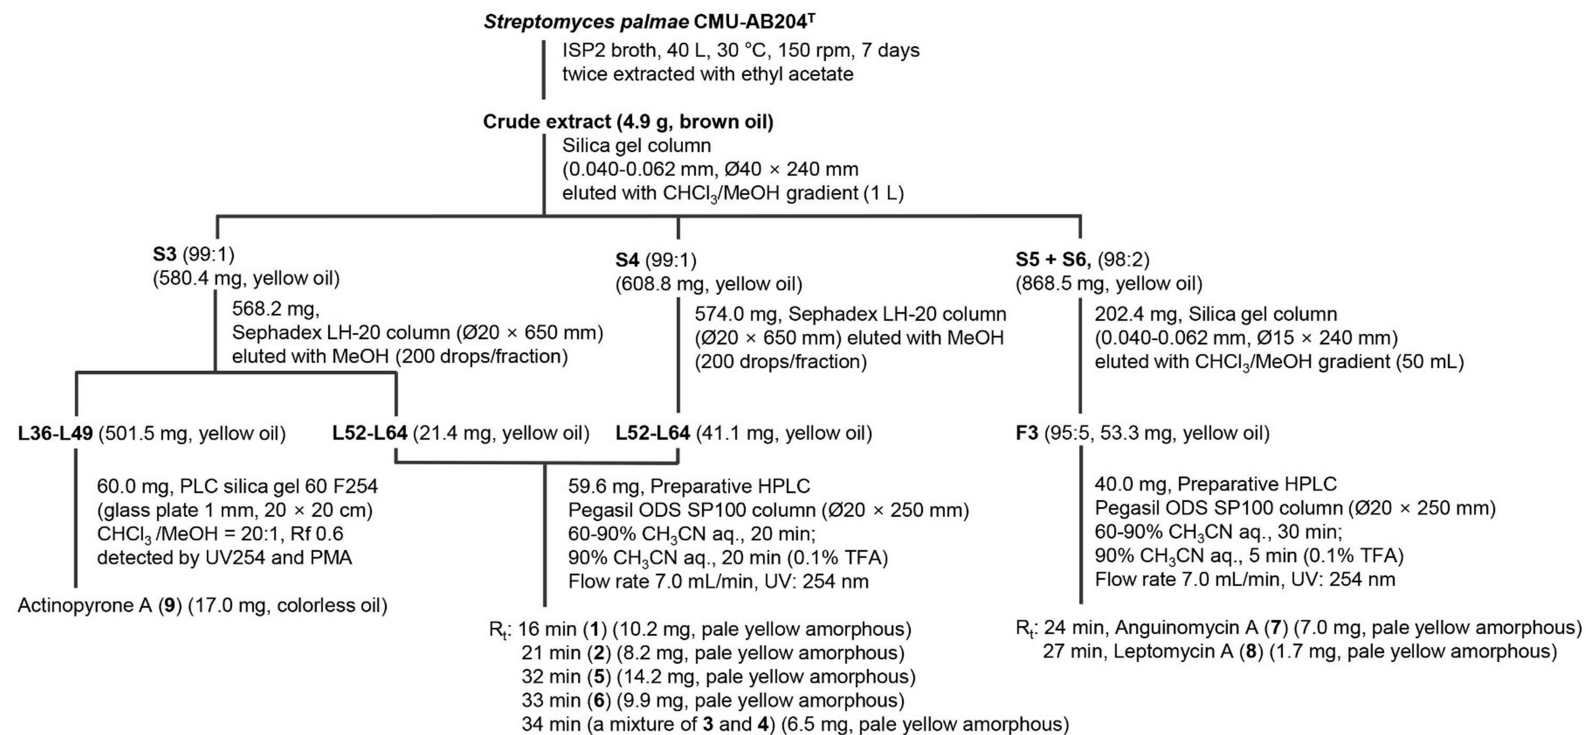 Streptomyces palmae CMU-AB204ᵀ
ISP2 broth, 40 L, 30 °C, 150 rpm, 7 days
twice extracted with ethyl acetate
Crude extract (4.9 g, brown oil)
Silica gel column
(0.040-0.062 mm, Ø40 × 240 mm
eluted with CHCl₃/MeOH gradient (1 L)
S3 (99:1)
(580.4 mg, yellow oil)
568.2 mg,
Sephadex LH-20 column (Ø20 × 650 mm)
eluted with MeOH (200 drops/fraction)
S4 (99:1)
(608.8 mg, yellow oil)
574.0 mg, Sephadex LH-20 column
(Ø20 × 650 mm) eluted with MeOH
(200 drops/fraction)
S5 + S6, (98:2)
(868.5 mg, yellow oil)
202.4 mg, Silica gel column
(0.040-0.062 mm, Ø15 × 240 mm)
eluted with CHCl₃/MeOH gradient (50 mL)
L36-L49 (501.5 mg, yellow oil)
L52-L64 (21.4 mg, yellow oil)
L52-L64 (41.1 mg, yellow oil)
F3 (95:5, 53.3 mg, yellow oil)
60.0 mg, PLC silica gel 60 F254
(glass plate 1 mm, 20 × 20 cm)
CHCl₃ /MeOH = 20:1, Rf 0.6
detected by UV254 and PMA
Actinopyrone A (9) (17.0 mg, colorless oil)
59.6 mg, Preparative HPLC
Pegasil ODS SP100 column (Ø20 × 250 mm)
60-90% CH₃CN aq., 20 min;
90% CH₃CN aq., 20 min (0.1% TFA)
Flow rate 7.0 mL/min, UV: 254 nm
Rₜ: 16 min (1) (10.2 mg, pale yellow amorphous)
21 min (2) (8.2 mg, pale yellow amorphous)
32 min (5) (14.2 mg, pale yellow amorphous)
33 min (6) (9.9 mg, pale yellow amorphous)
34 min (a mixture of 3 and 4) (6.5 mg, pale yellow amorphous)
40.0 mg, Preparative HPLC
Pegasil ODS SP100 column (Ø20 × 250 mm)
60-90% CH₃CN aq., 30 min;
90% CH₃CN aq., 5 min (0.1% TFA)
Flow rate 7.0 mL/min, UV: 254 nm
Rₜ: 24 min, Anguinomycin A (7) (7.0 mg, pale yellow amorphous)
27 min, Leptomycin A (8) (1.7 mg, pale yellow amorphous)